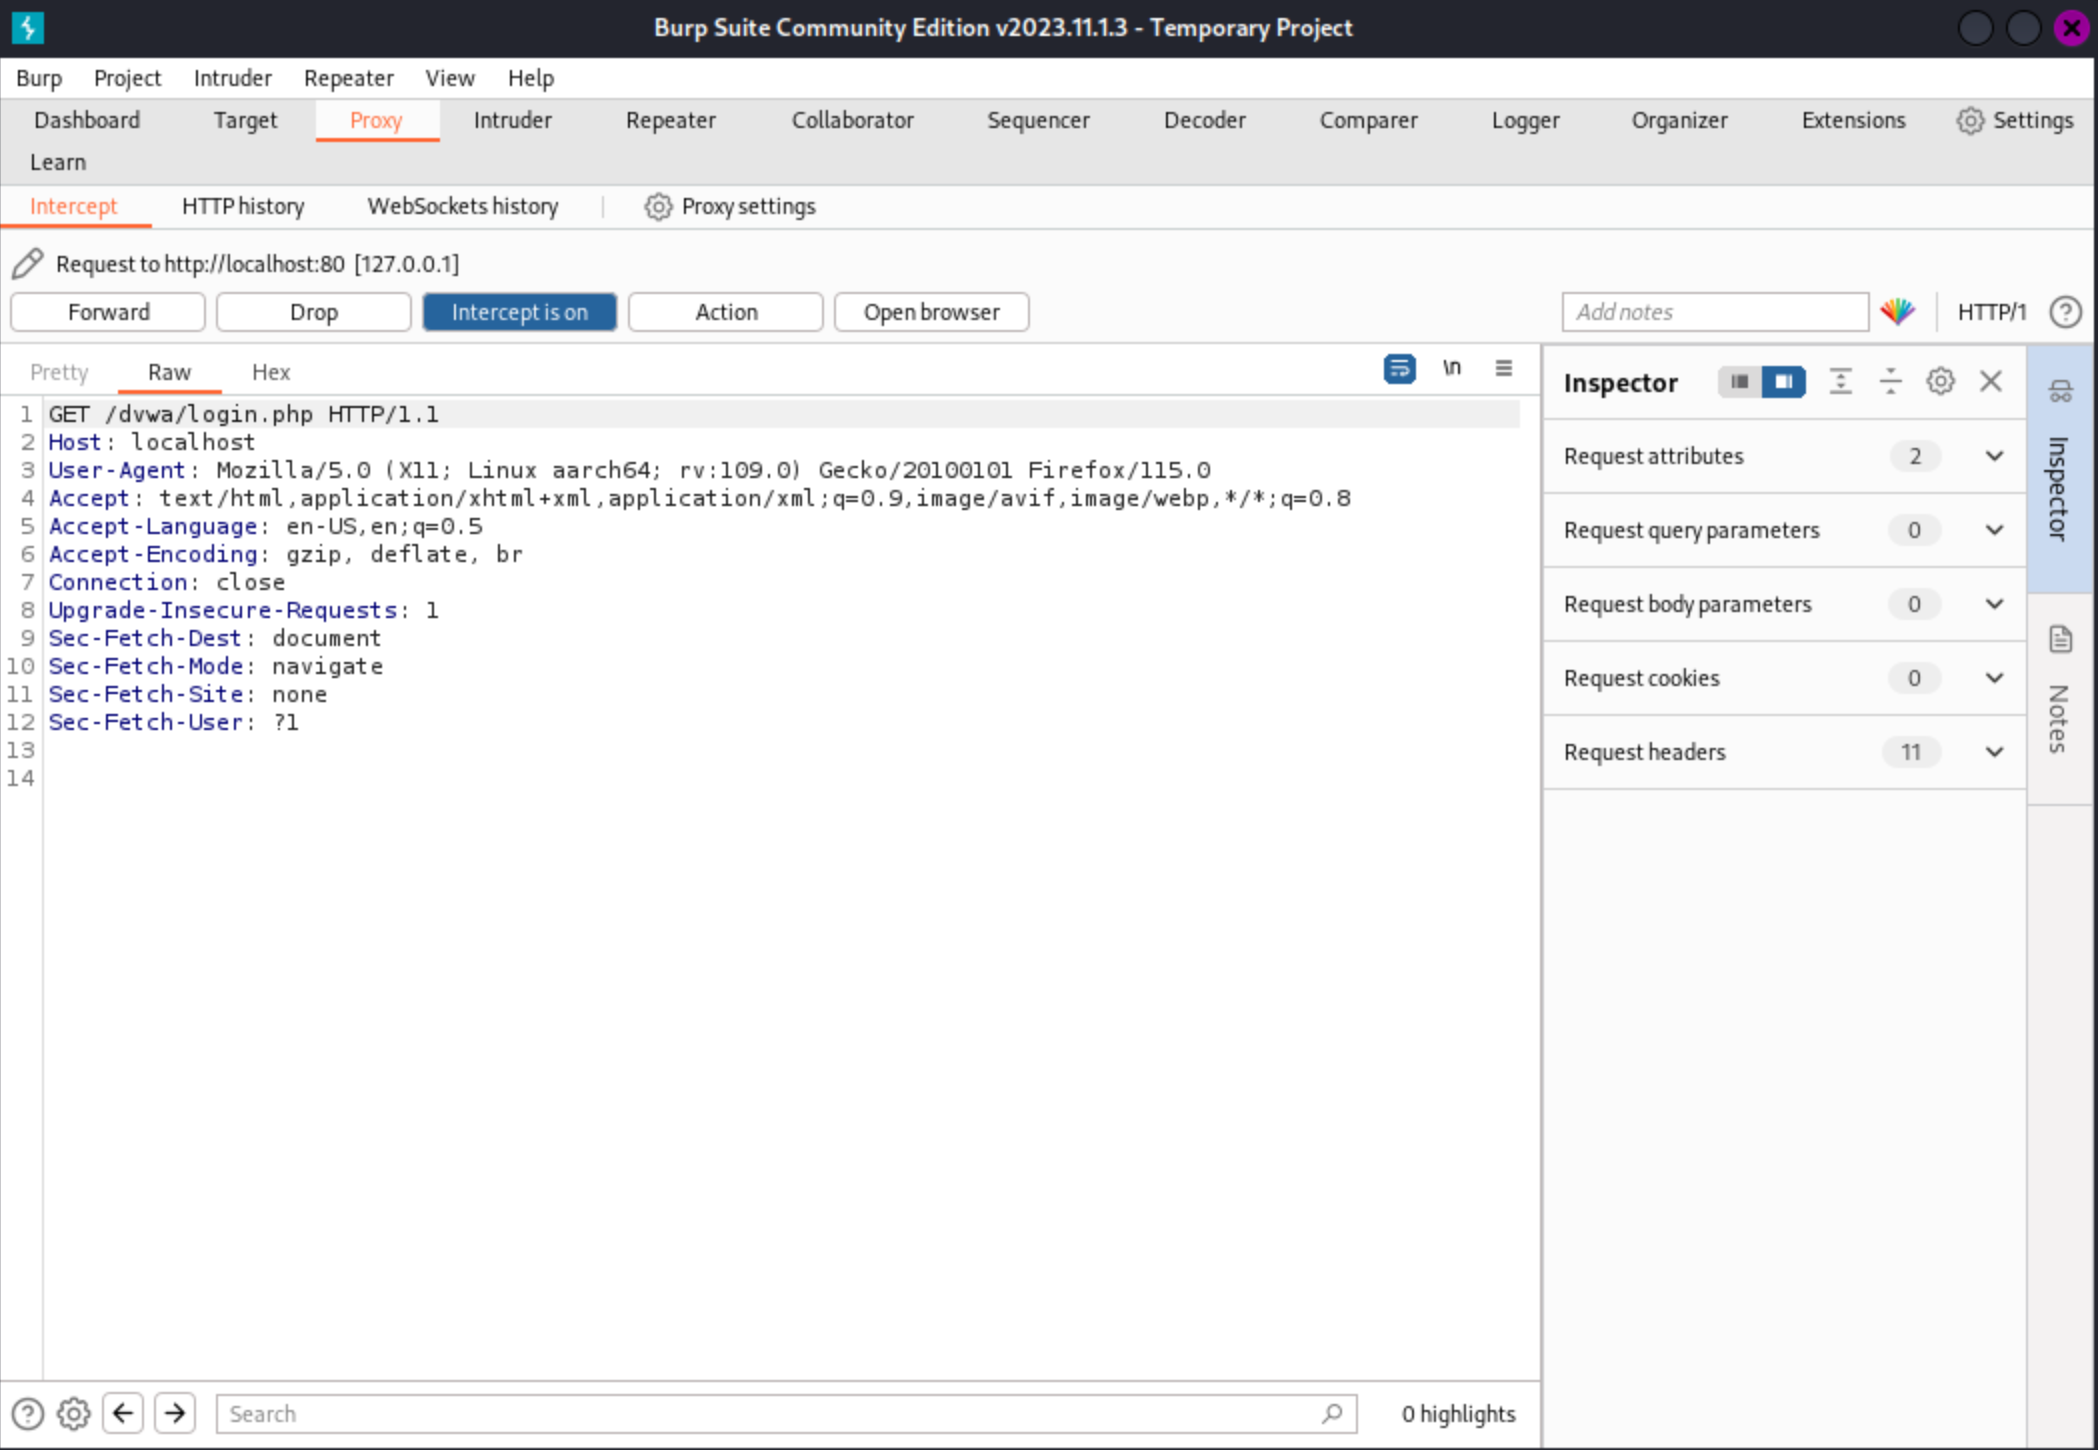 Burp Suite Community Edition v2023.11.1.3 - Temporary Project
Burp Project Intruder Repeater View Help
Dashboard Target Proxy Intruder Repeater Collaborator Sequencer Decoder Comparer Logger Organizer Extensions Settings
Learn
Intercept HTTP history WebSockets history Proxy settings
Request to http://localhost:80 [127.0.0.1]
Forward Drop Intercept is on Action Open browser Add notes HTTP/1
Pretty Raw Hex \n
1 GET /dvwa/login.php HTTP/1.1
2 Host: localhost
3 User-Agent: Mozilla/5.0 (X11; Linux aarch64; rv:109.0) Gecko/20100101 Firefox/115.0
4 Accept: text/html,application/xhtml+xml,application/xml;q=0.9,image/avif,image/webp,*/*;q=0.8
5 Accept-Language: en-US,en;q=0.5
6 Accept-Encoding: gzip, deflate, br
7 Connection: close
8 Upgrade-Insecure-Requests: 1
9 Sec-Fetch-Dest: document
10 Sec-Fetch-Mode: navigate
11 Sec-Fetch-Site: none
12 Sec-Fetch-User: ?1
13
14
Inspector
Request attributes 2
Request query parameters 0
Request body parameters 0
Request cookies 0
Request headers 11
Inspector
Notes
Search 0 highlights